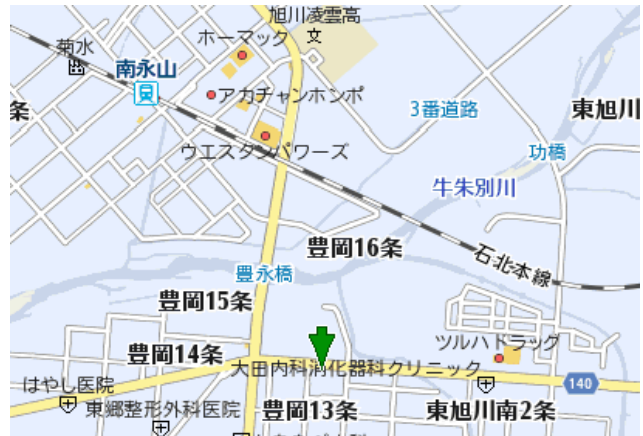 旭川凌雲高
ホーマック
菊水
南永山
アカチャンホンポ
条
3番道路
東旭川
ウエスタンパワーズ
功橋
牛朱別川
豊岡16条
石北本線
豊永橋
豊岡15条
ツルハドラッグ
豊岡14条
大田内科消化器科クリニック
はやし医院
140
東郷整形外科医院
豊岡13条
東旭川南2条